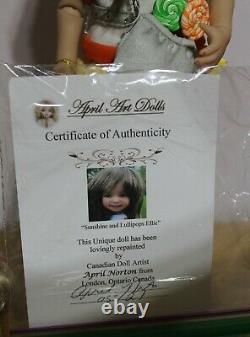 April Art Dolls
Certificate of Authenticity
"Sunshine and Lullipops Ellie"
This Unique doll has been
lovingly repainted
by
Canadian Doll Artist
April Norton from
London, Ontario Canada